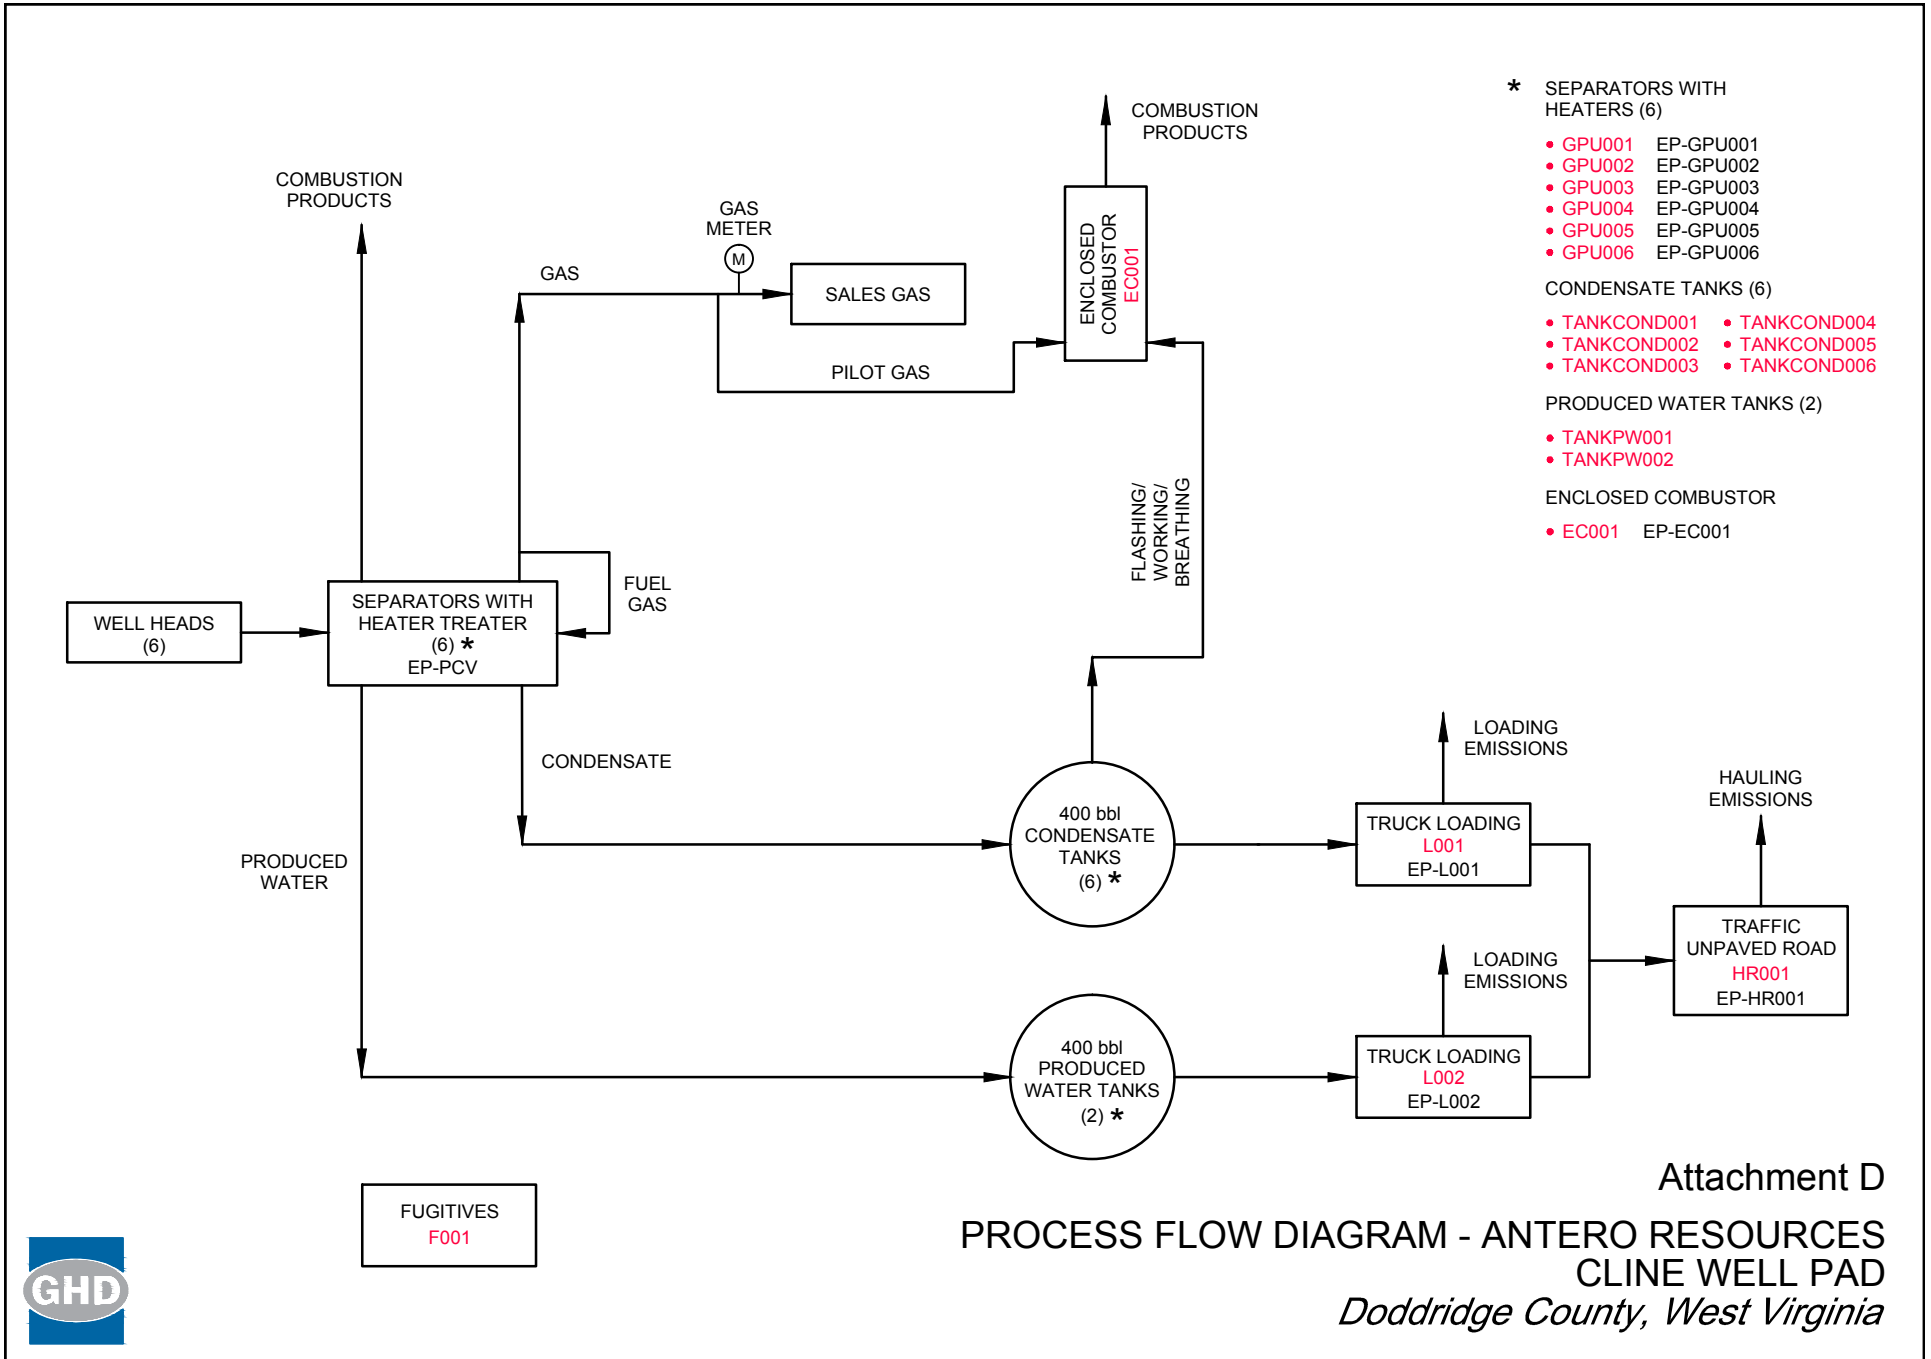 COMBUSTION
PRODUCTS
COMBUSTION
PRODUCTS
GAS
METER
M
GAS
SALES GAS
PILOT GAS
ENCLOSED
COMBUSTOR
EC001
* SEPARATORS WITH
HEATERS (6)
• GPU001 EP-GPU001
• GPU002 EP-GPU002
• GPU003 EP-GPU003
• GPU004 EP-GPU004
• GPU005 EP-GPU005
• GPU006 EP-GPU006
CONDENSATE TANKS (6)
• TANKCOND001 • TANKCOND004
• TANKCOND002 • TANKCOND005
• TANKCOND003 • TANKCOND006
PRODUCED WATER TANKS (2)
• TANKPW001
• TANKPW002
ENCLOSED COMBUSTOR
• EC001 EP-EC001
FLASHING/
WORKING/
BREATHING
FUEL
GAS
WELL HEADS
(6)
SEPARATORS WITH
HEATER TREATER
(6) *
EP-PCV
CONDENSATE
PRODUCED
WATER
400 bbl
CONDENSATE
TANKS
(6) *
LOADING
EMISSIONS
TRUCK LOADING
L001
EP-L001
HAULING
EMISSIONS
TRAFFIC
UNPAVED ROAD
HR001
EP-HR001
400 bbl
PRODUCED
WATER TANKS
(2) *
LOADING
EMISSIONS
TRUCK LOADING
L002
EP-L002
FUGITIVES
F001
GHD
Attachment D
PROCESS FLOW DIAGRAM - ANTERO RESOURCES
CLINE WELL PAD
Doddridge County, West Virginia